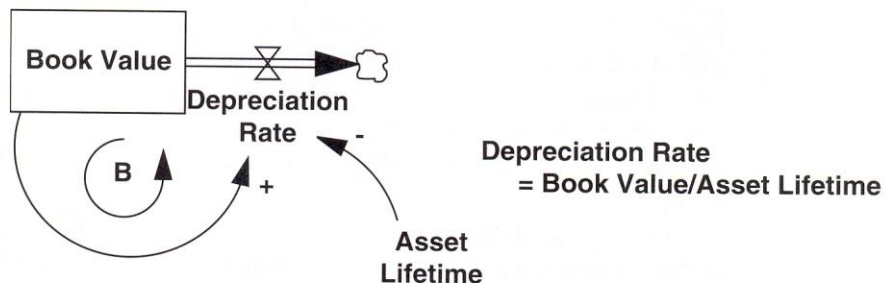 Book Value
Depreciation
Rate
-
B
+
Asset
Lifetime
Depreciation Rate
= Book Value/Asset Lifetime